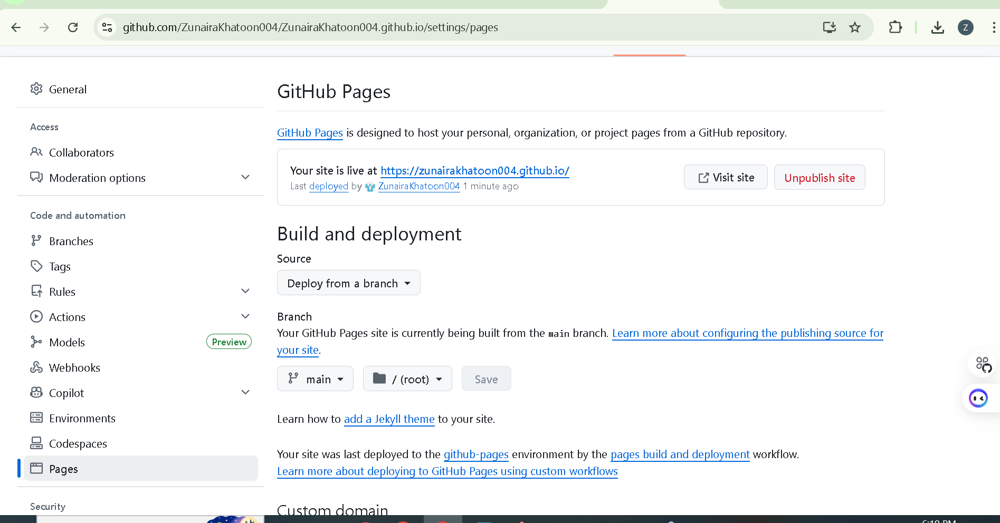 github.com/ZunairaKhatoon004/ZunairaKhatoon004.github.io/settings/pages
Z
General
Access
Collaborators
Moderation options
Code and automation
Branches
Tags
Rules
Actions
Models
Preview
Webhooks
Copilot
Environments
Codespaces
Pages
Security
GitHub Pages
GitHub Pages is designed to host your personal, organization, or project pages from a GitHub repository.
Your site is live at https://zunairakhatoon004.github.io/
Last deployed by ZunairaKhatoon004 1 minute ago
Visit site
Unpublish site
Build and deployment
Source
Deploy from a branch
Branch
Your GitHub Pages site is currently being built from the main branch. Learn more about configuring the publishing source for
your site.
main
/ (root)
Save
Learn how to add a Jekyll theme to your site.
Your site was last deployed to the github-pages environment by the pages build and deployment workflow.
Learn more about deploying to GitHub Pages using custom workflows
Custom domain